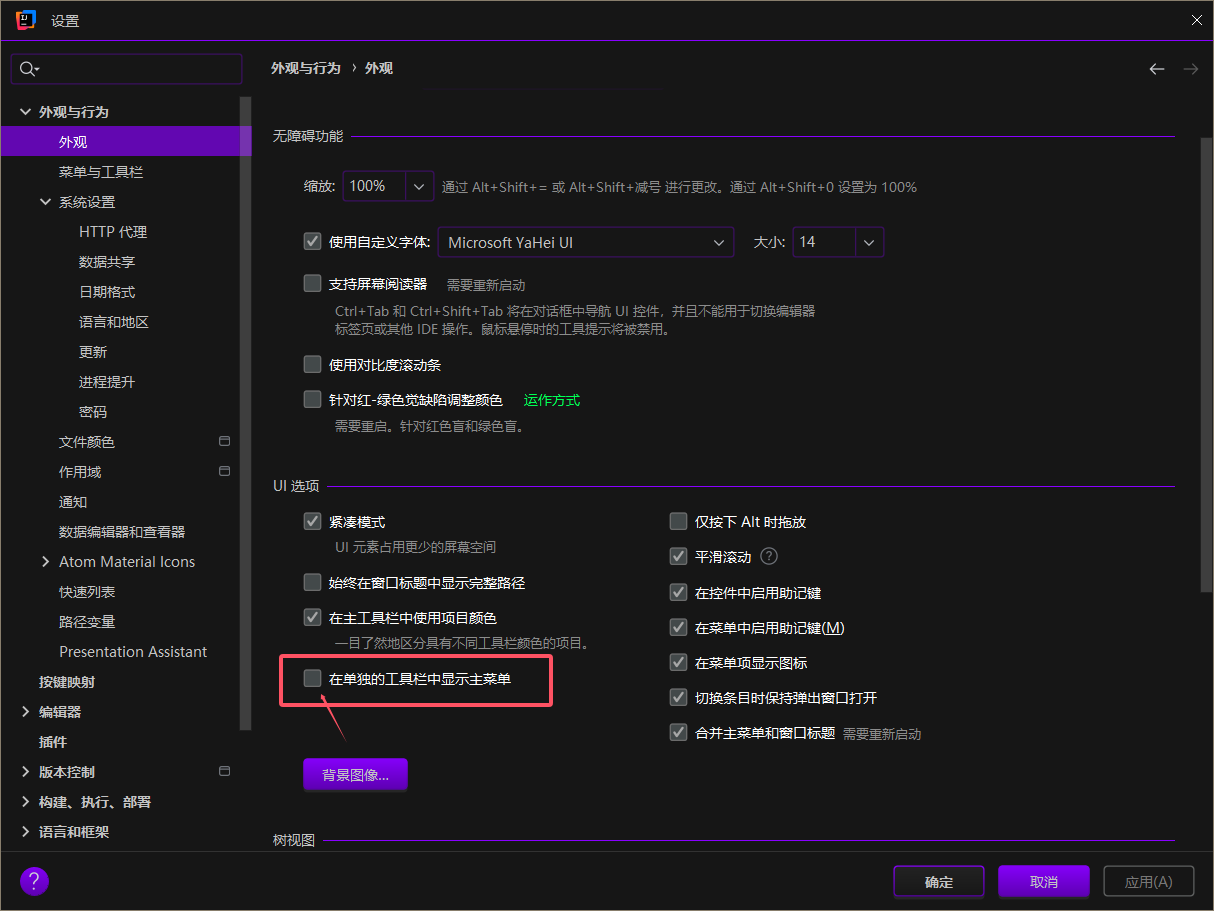 设置
外观与行为 › 外观
外观与行为
外观
菜单与工具栏
系统设置
HTTP 代理
数据共享
日期格式
语言和地区
更新
进程提升
密码
文件颜色
作用域
通知
数据编辑器和查看器
Atom Material Icons
快速列表
路径变量
Presentation Assistant
按键映射
编辑器
插件
版本控制
构建、执行、部署
语言和框架
无障碍功能
缩放: 100% 通过 Alt+Shift+= 或 Alt+Shift+减号 进行更改。通过 Alt+Shift+0 设置为 100%
使用自定义字体: Microsoft YaHei UI 大小: 14
支持屏幕阅读器 需要重新启动
Ctrl+Tab 和 Ctrl+Shift+Tab 将在对话框中导航 UI 控件，并且不能用于切换编辑器
标签页或其他 IDE 操作。鼠标悬停时的工具提示将被禁用。
使用对比度滚动条
针对红-绿色觉缺陷调整颜色 运作方式
需要重启。针对红色盲和绿色盲。
UI 选项
紧凑模式
UI 元素占用更少的屏幕空间
始终在窗口标题中显示完整路径
在主工具栏中使用项目颜色
一目了然地区分具有不同工具栏颜色的项目。
在单独的工具栏中显示主菜单
仅按下 Alt 时拖放
平滑滚动 ?
在控件中启用助记键
在菜单中启用助记键(M)
在菜单项显示图标
切换条目时保持弹出窗口打开
合并主菜单和窗口标题 需要重新启动
背景图像...
树视图
? 确定 取消 应用(A)